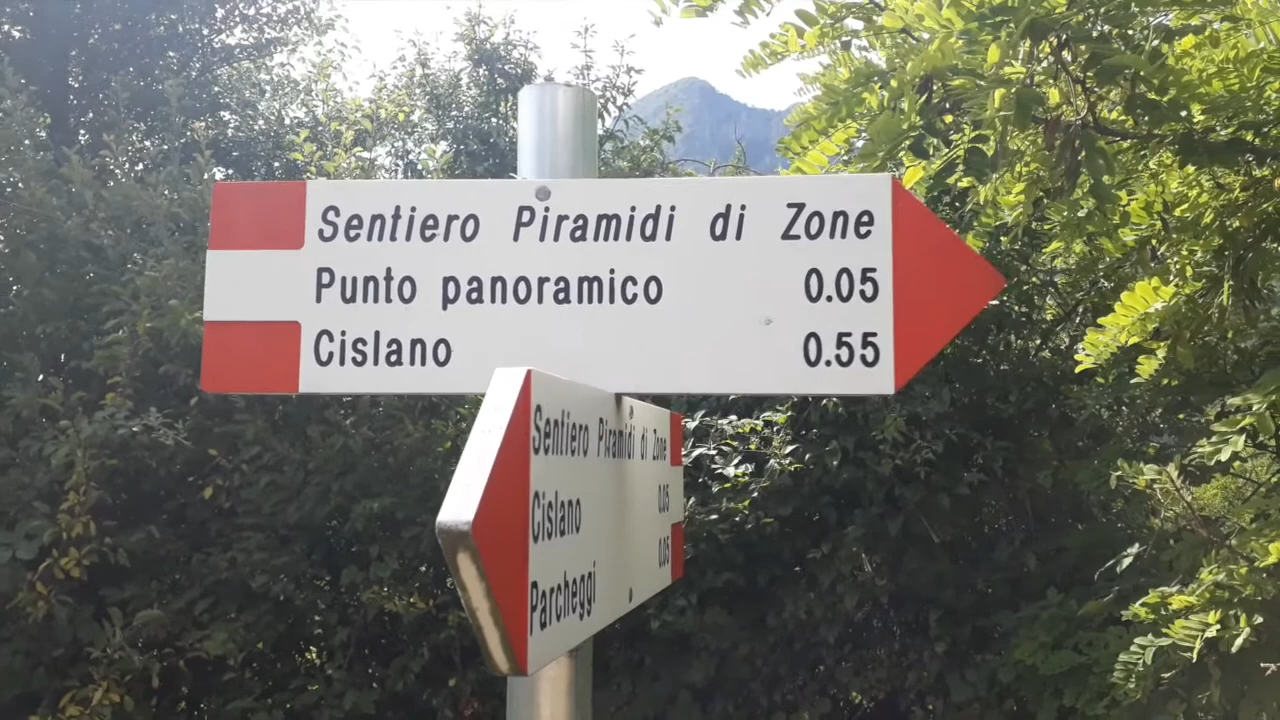 Sentiero Piramidi di Zone
Punto panoramico 0.05
Cislano 0.55
Sentiero Piramidi di Zone
Cislano 0.05
Parcheggi 0.05